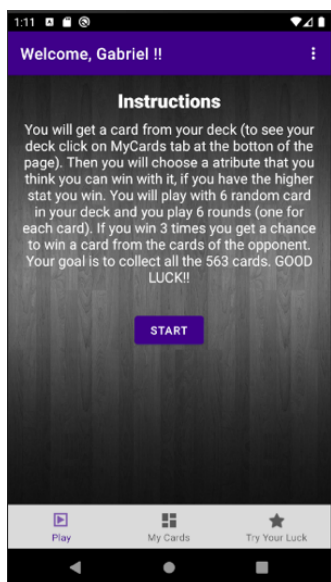 1:11
Welcome, Gabriel !!
Instructions
You will get a card from your deck (to see your
deck click on MyCards tab at the botton of the
page). Then you will choose a atribute that you
think you can win with it, if you have the higher
stat you win. You will play with 6 random card
in your deck and you play 6 rounds (one for
each card). If you win 3 times you get a chance
to win a card from the cards of the opponent.
Your goal is to collect all the 563 cards. GOOD
LUCK!!
START
Play My Cards Try Your Luck